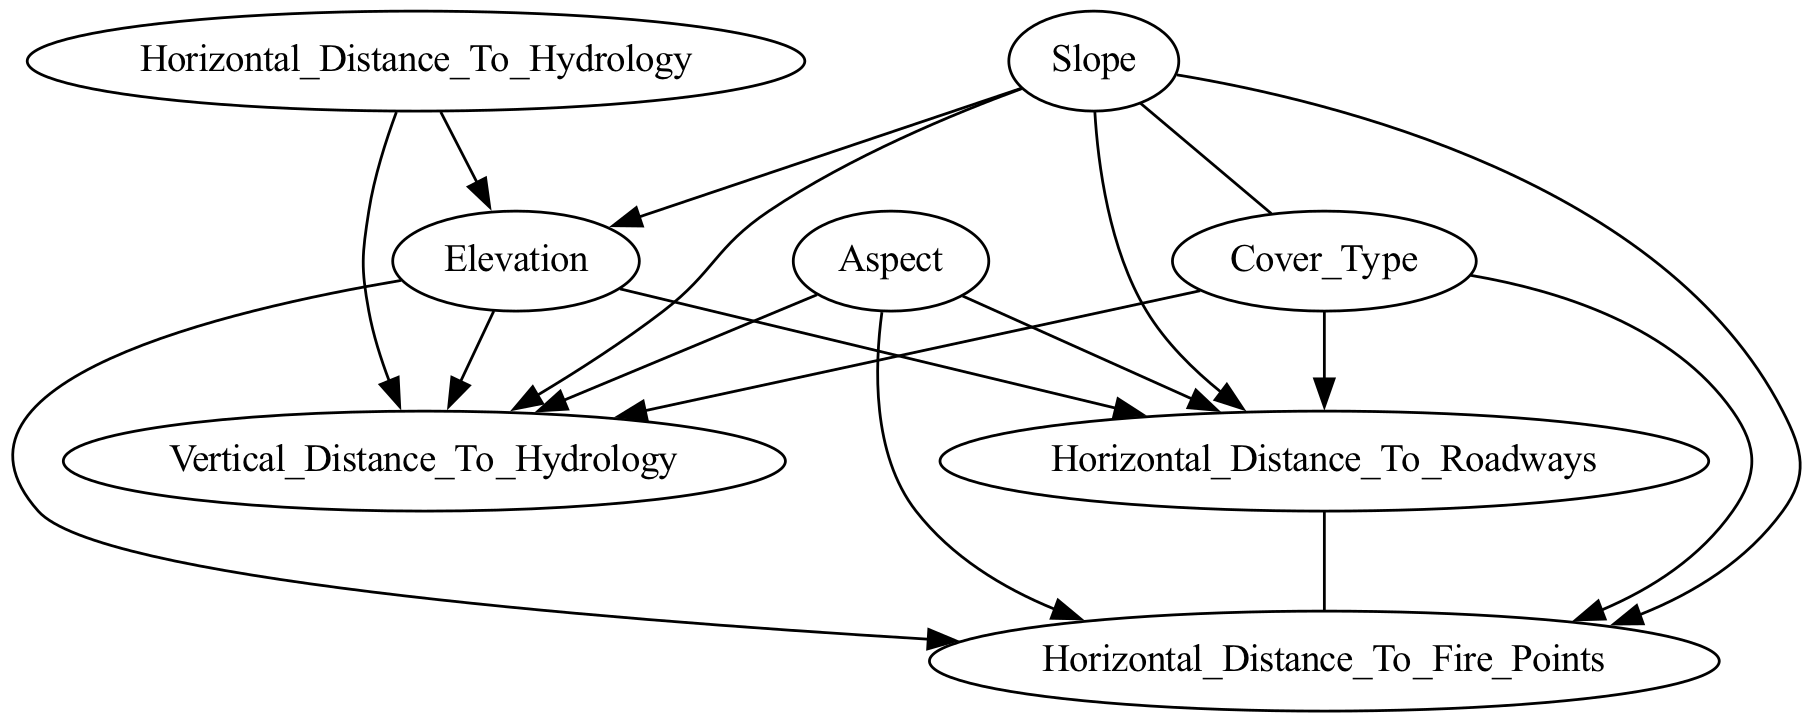 Horizontal_Distance_To_Hydrology
Slope
Elevation
Aspect
Cover_Type
Vertical_Distance_To_Hydrology
Horizontal_Distance_To_Roadways
Horizontal_Distance_To_Fire_Points